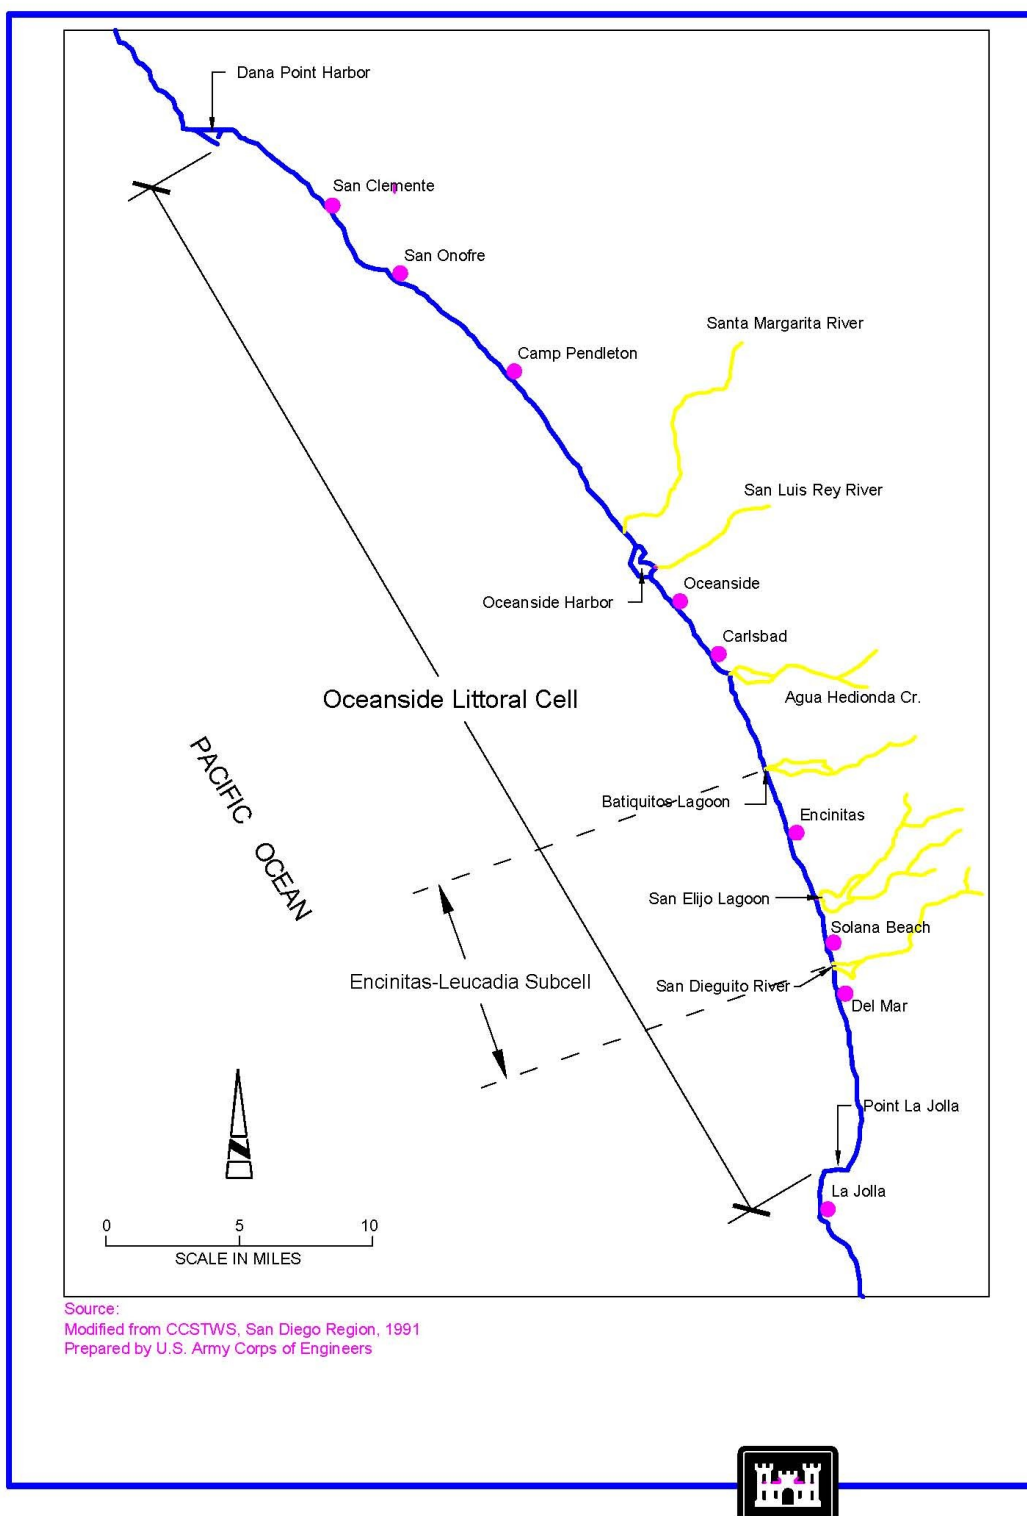 Dana Point Harbor
San Clemente
San Onofre
Santa Margarita River
Camp Pendleton
San Luis Rey River
Oceanside
Oceanside Harbor
Carlsbad
Agua Hedionda Cr.
Oceanside Littoral Cell
PACIFIC OCEAN
Batiquitos Lagoon
Encinitas
San Elijo Lagoon
Solana Beach
Encinitas-Leucadia Subcell
San Dieguito River
Del Mar
Point La Jolla
N
La Jolla
0 5 10
SCALE IN MILES
Source:
Modified from CCSTWS, San Diego Region, 1991
Prepared by U.S. Army Corps of Engineers